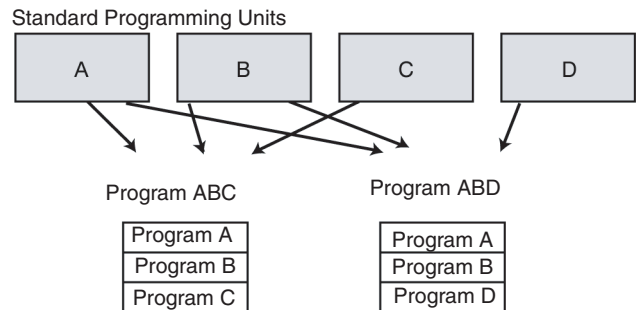 Standard Programming Units
A B C D
Program ABC Program ABD
Program A Program A
Program B Program B
Program C Program D